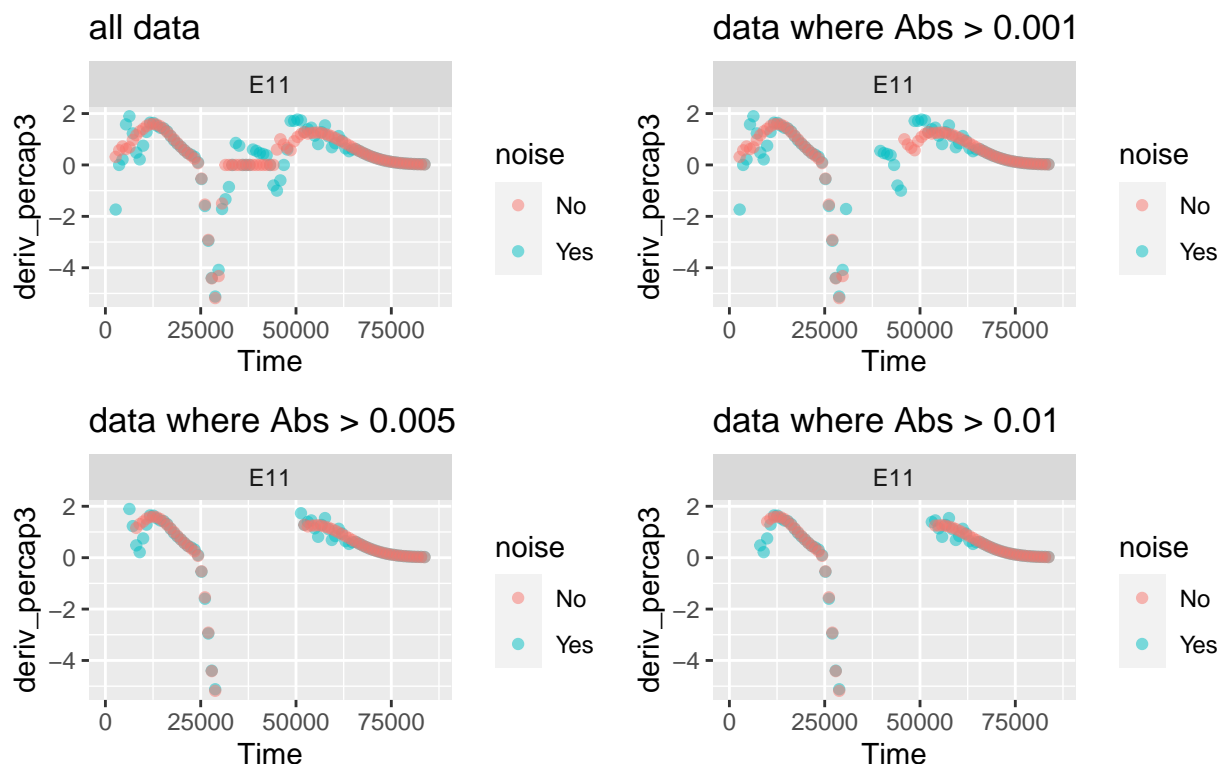 all data
E11
deriv_percap3
2
0
−2
−4
0
25000
50000
75000
Time
noise
No
Yes
data where Abs > 0.001
E11
deriv_percap3
2
0
−2
−4
0
25000
50000
75000
Time
noise
No
Yes
data where Abs > 0.005
E11
deriv_percap3
2
0
−2
−4
0
25000
50000
75000
Time
noise
No
Yes
data where Abs > 0.01
E11
deriv_percap3
2
0
−2
−4
0
25000
50000
75000
Time
noise
No
Yes